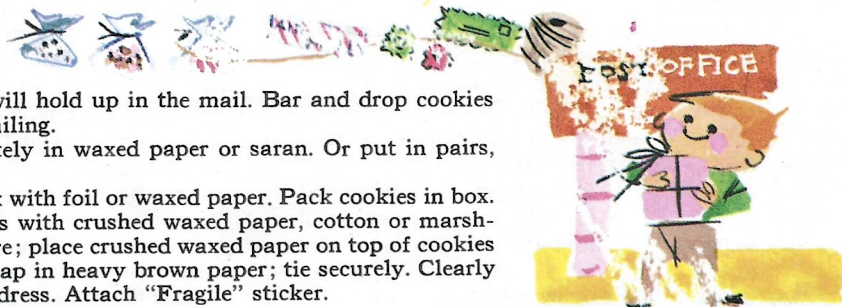 POST OFFICE
will hold up in the mail. Bar and drop cookies
iling.
tely in waxed paper or saran. Or put in pairs,
with foil or waxed paper. Pack cookies in box.
s with crushed waxed paper, cotton or marsh-
re; place crushed waxed paper on top of cookies
ap in heavy brown paper; tie securely. Clearly
dress. Attach “Fragile” sticker.